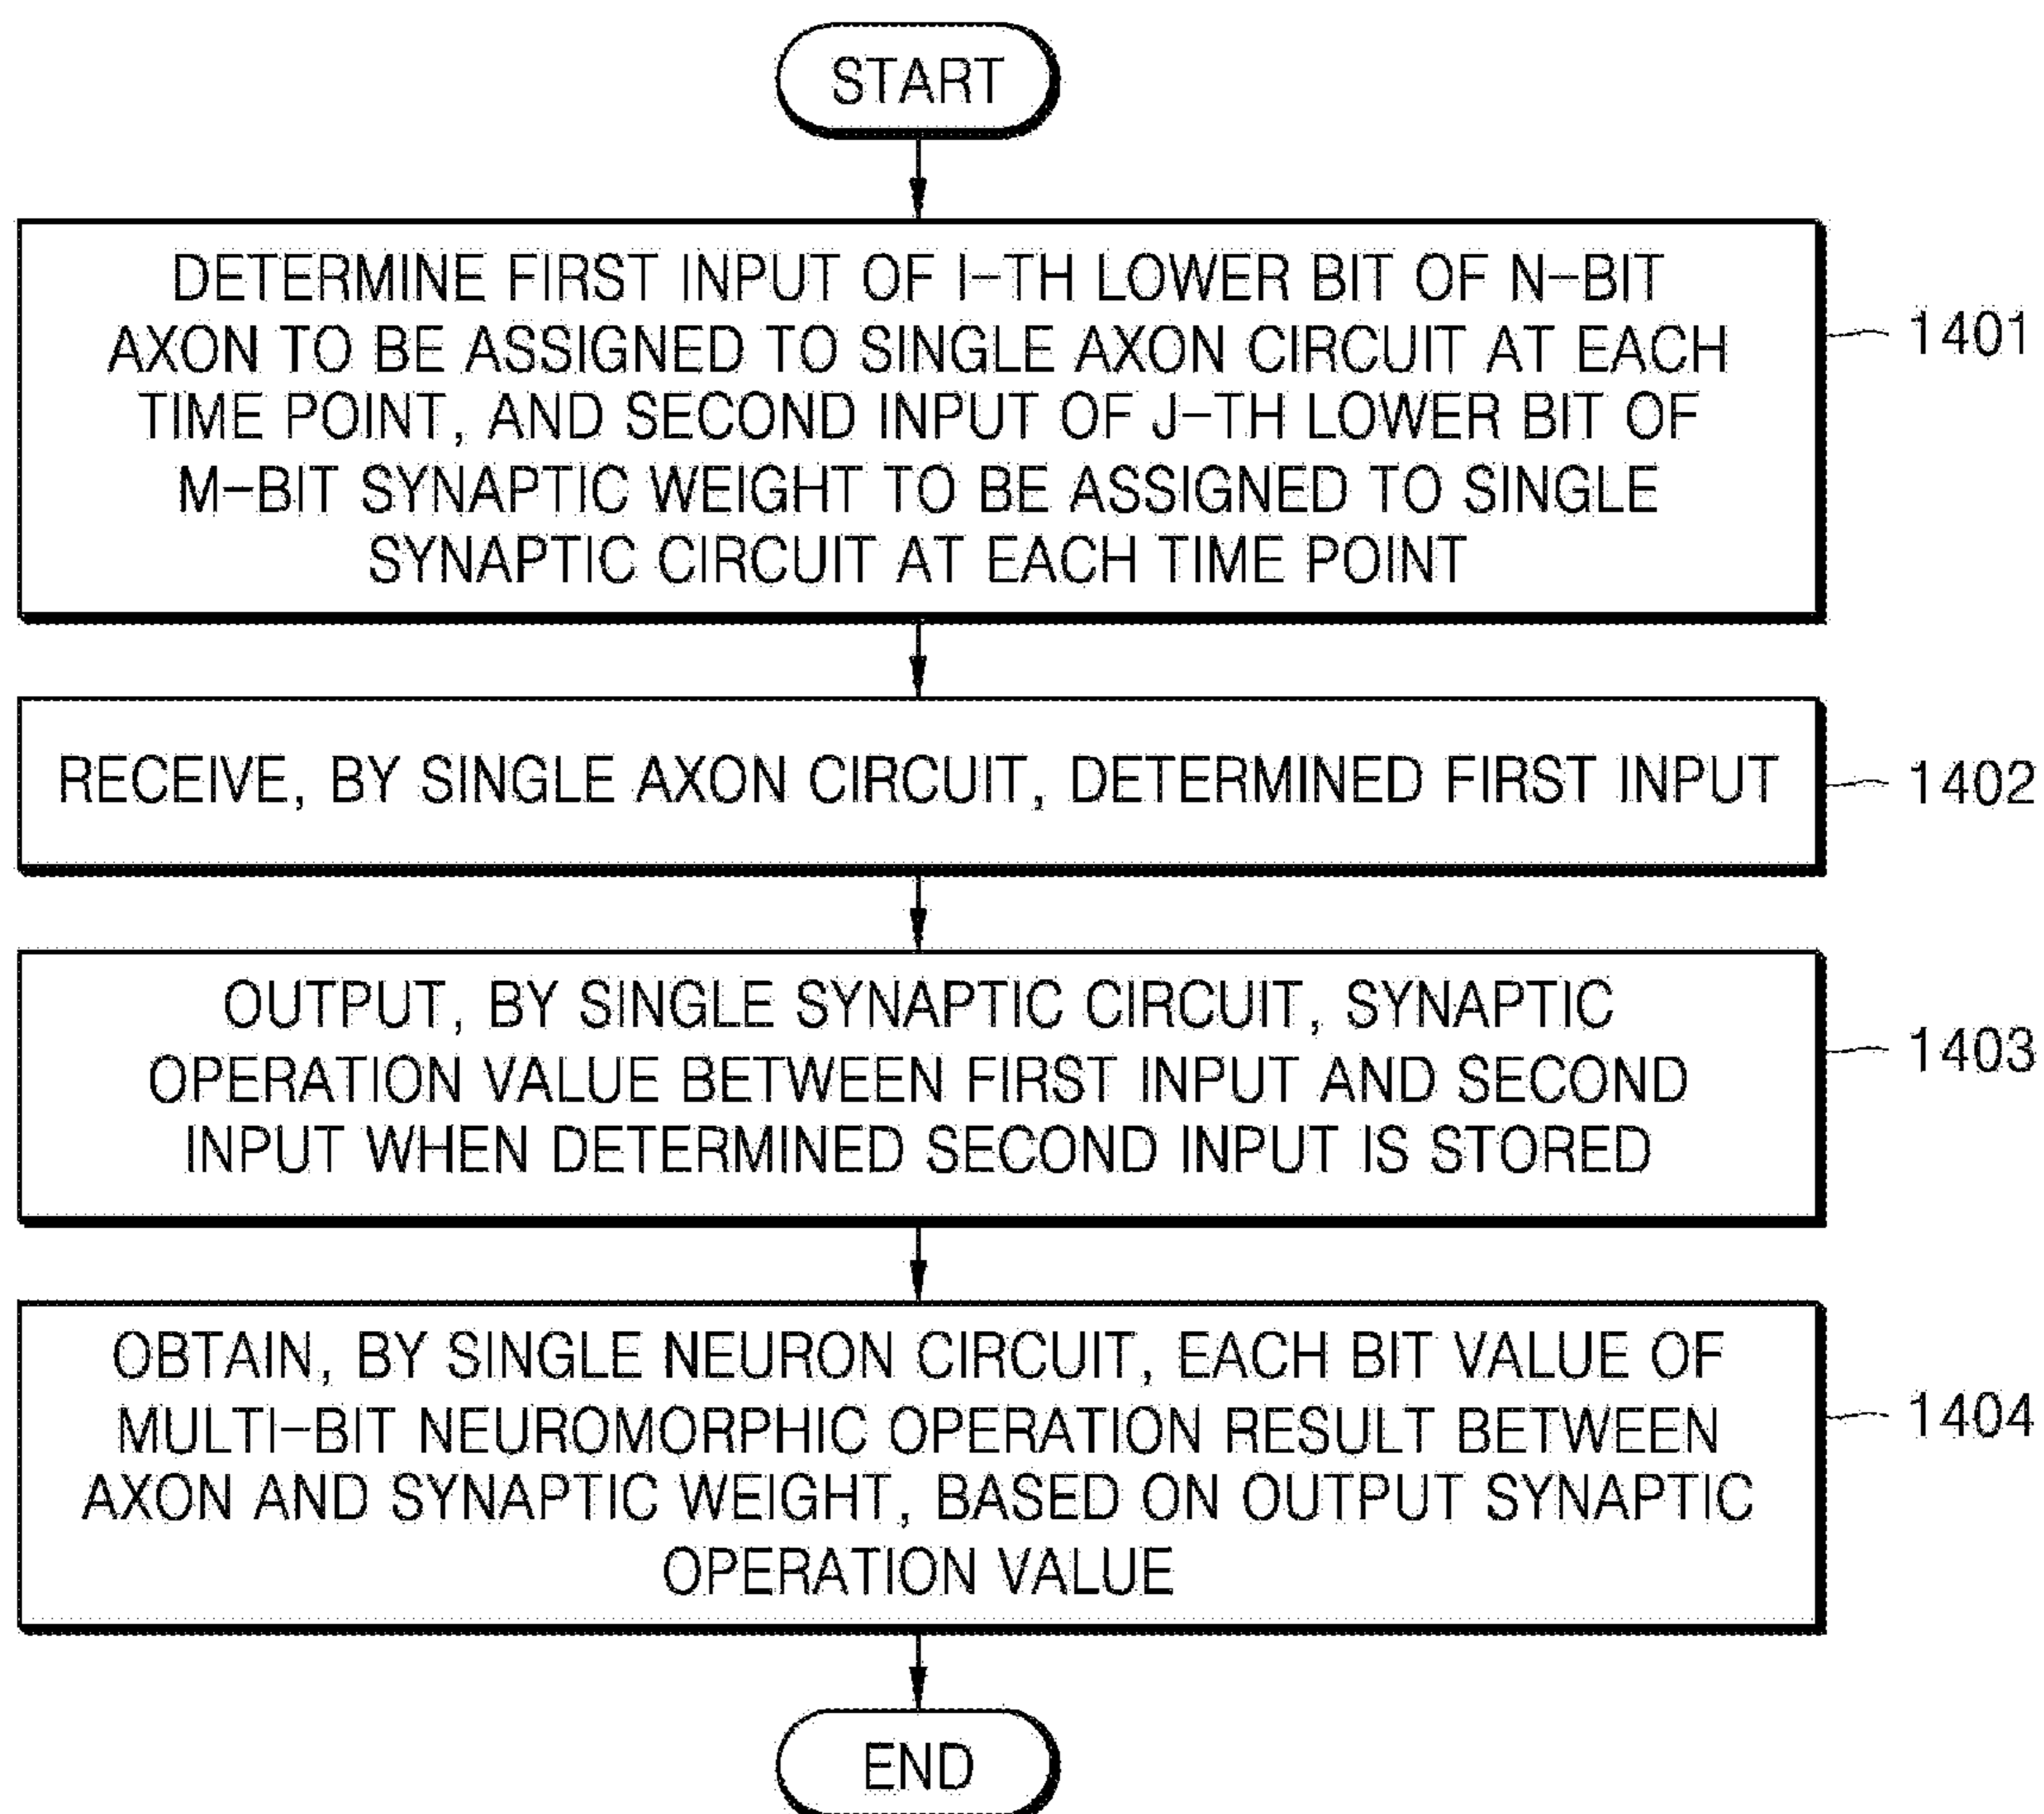 START
DETERMINE FIRST INPUT OF I-TH LOWER BIT OF N-BIT
AXON TO BE ASSIGNED TO SINGLE AXON CIRCUIT AT EACH
TIME POINT, AND SECOND INPUT OF J-TH LOWER BIT OF
M-BIT SYNAPTIC WEIGHT TO BE ASSIGNED TO SINGLE
SYNAPTIC CIRCUIT AT EACH TIME POINT
1401
RECEIVE, BY SINGLE AXON CIRCUIT, DETERMINED FIRST INPUT
1402
OUTPUT, BY SINGLE SYNAPTIC CIRCUIT, SYNAPTIC
OPERATION VALUE BETWEEN FIRST INPUT AND SECOND
INPUT WHEN DETERMINED SECOND INPUT IS STORED
1403
OBTAIN, BY SINGLE NEURON CIRCUIT, EACH BIT VALUE OF
MULTI-BIT NEUROMORPHIC OPERATION RESULT BETWEEN
AXON AND SYNAPTIC WEIGHT, BASED ON OUTPUT SYNAPTIC
OPERATION VALUE
1404
END